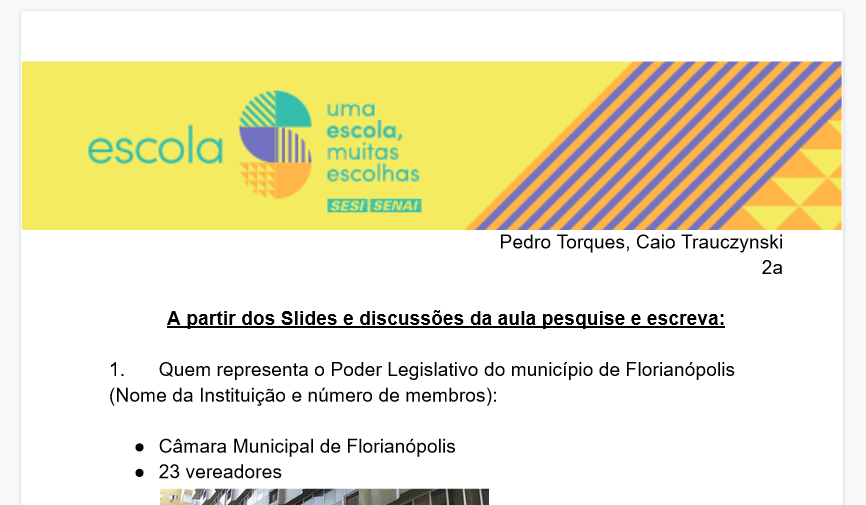 escola
uma
escola,
muitas
escolhas
SESI SENAI
Pedro Torques, Caio Trauczynski
2a
A partir dos Slides e discussões da aula pesquise e escreva:
1. Quem representa o Poder Legislativo do município de Florianópolis
(Nome da Instituição e número de membros):
● Câmara Municipal de Florianópolis
● 23 vereadores